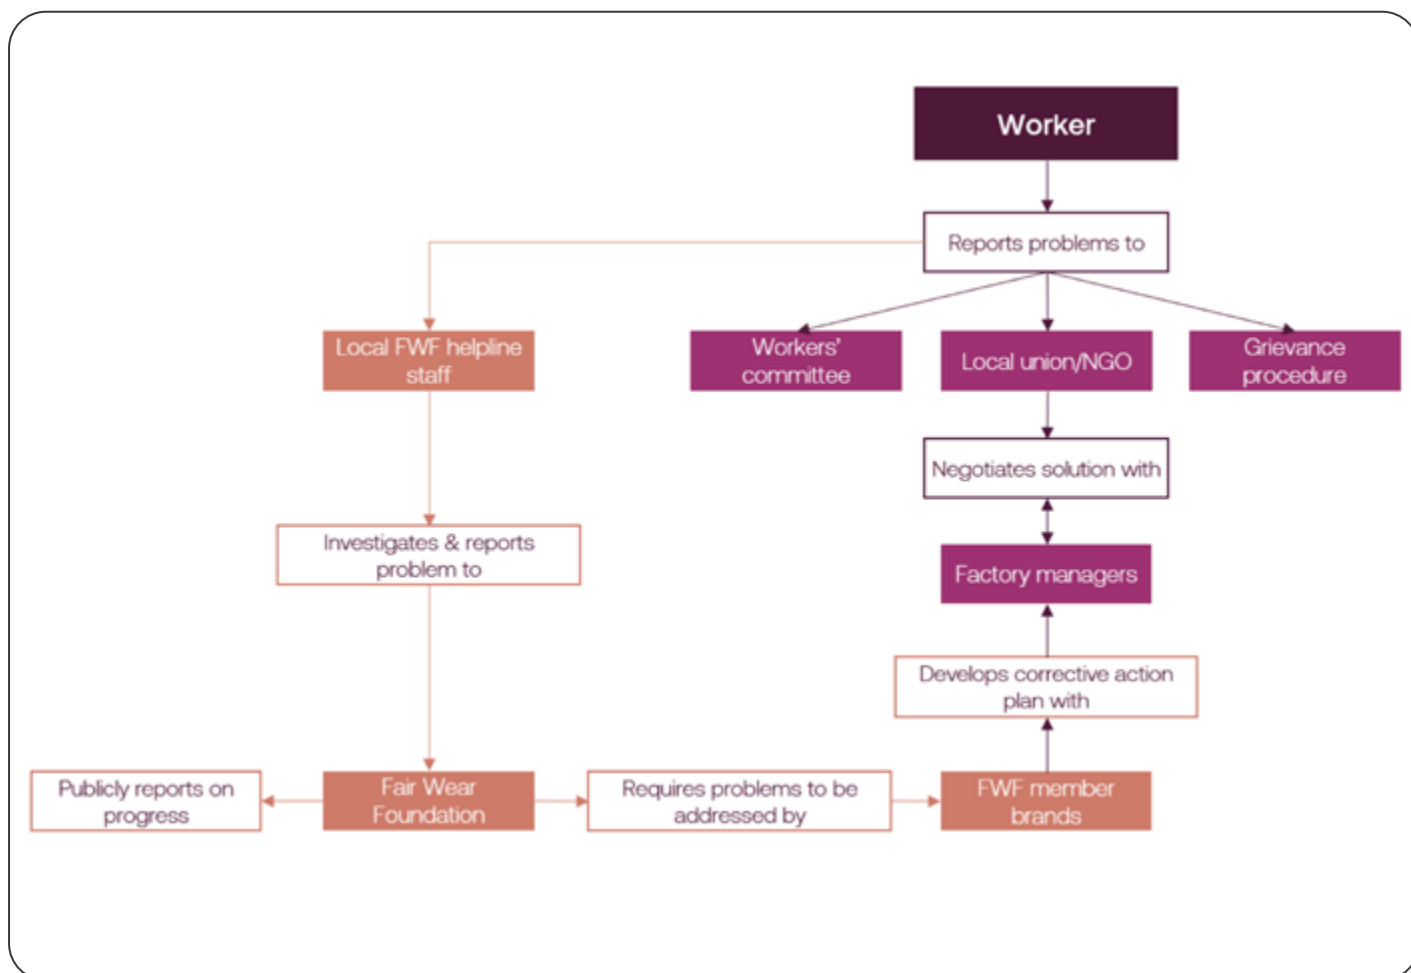 Worker
Reports problems to
Local FWF helpline
staff
Workers'
committee
Local union/NGO
Grievance
procedure
Negotiates solution with
Investigates & reports
problem to
Factory managers
Develops corrective action
plan with
Publicly reports on
progress
Fair Wear
Foundation
Requires problems to be
addressed by
FWF member
brands